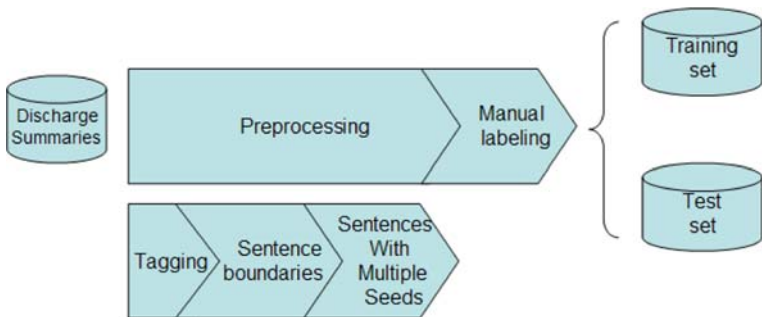 Discharge
Summaries
Preprocessing
Manual
labeling
Training
set
Test
set
Tagging
Sentence
boundaries
Sentences
With
Multiple
Seeds